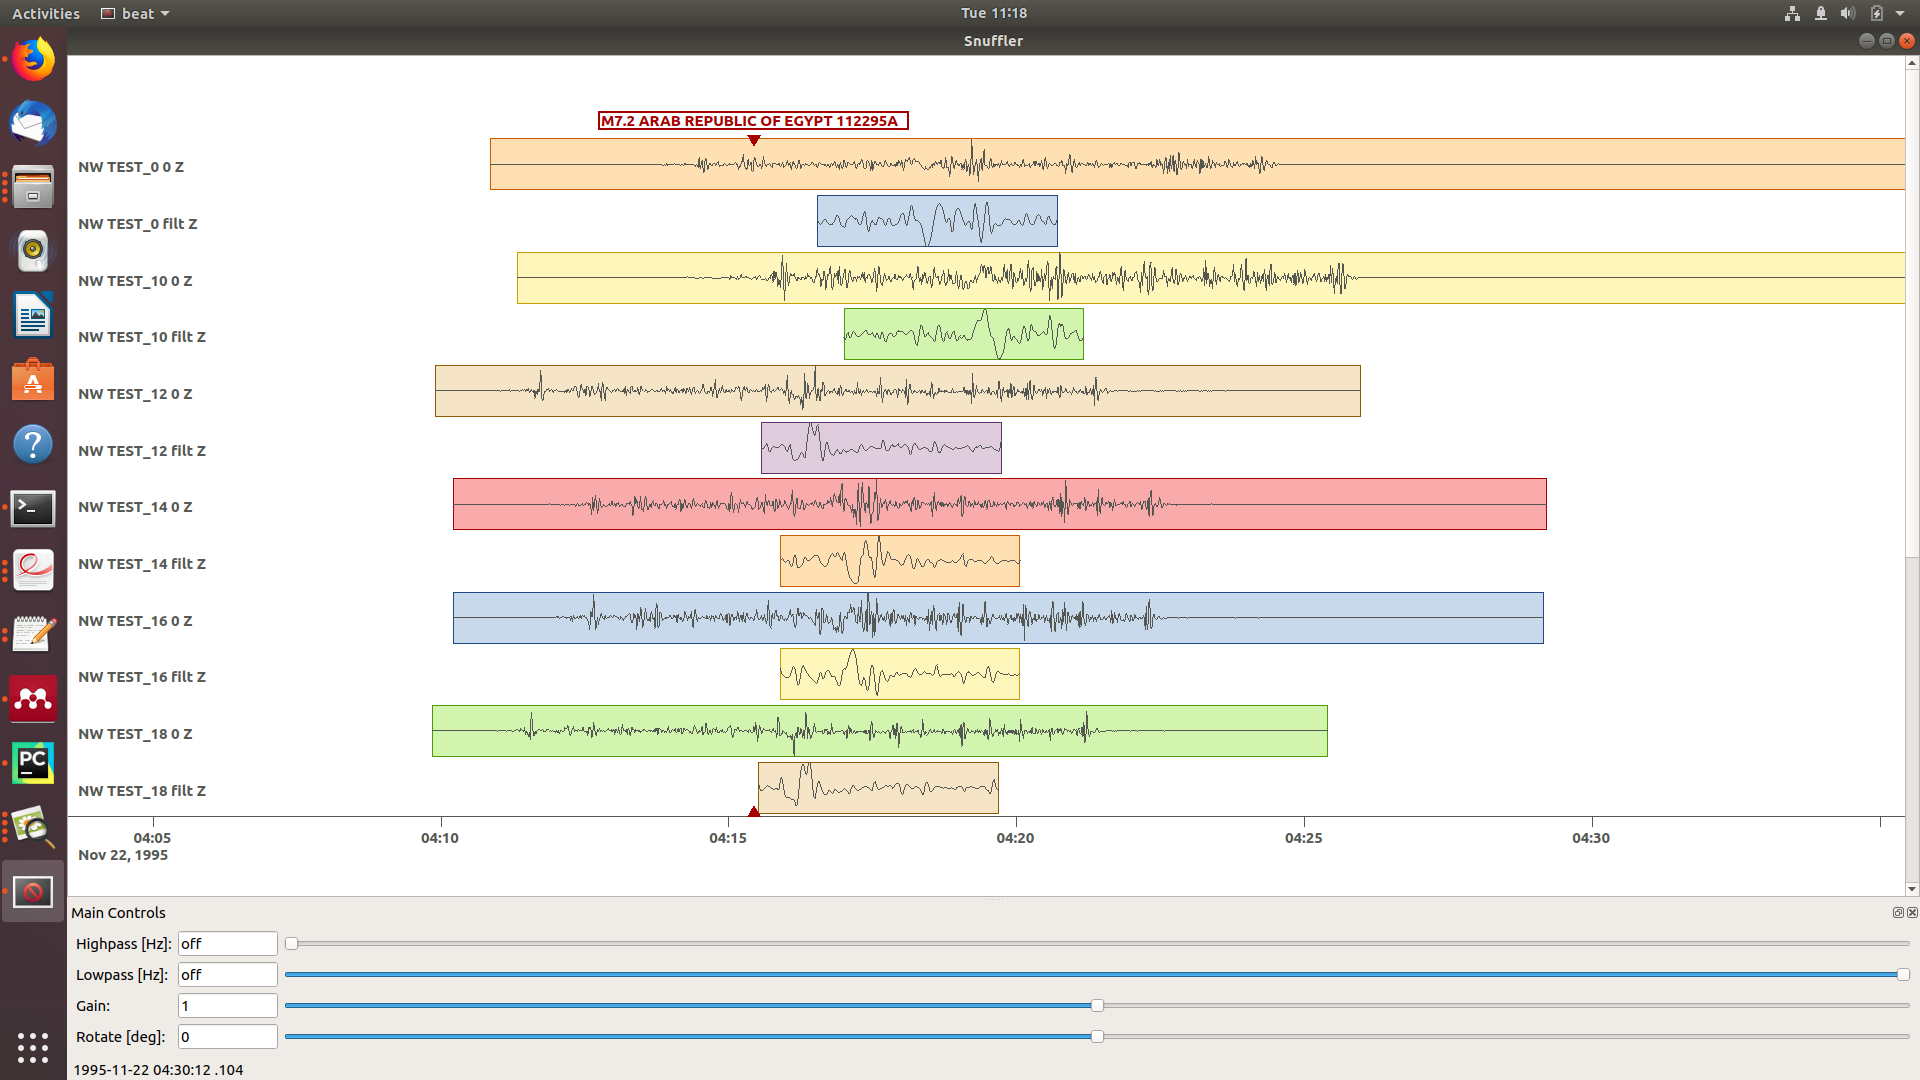 Activities beat Tue 11:18
Snuffler
M7.2 ARAB REPUBLIC OF EGYPT 112295A
NW TEST_0 0 Z
NW TEST_0 filt Z
NW TEST_10 0 Z
NW TEST_10 filt Z
NW TEST_12 0 Z
NW TEST_12 filt Z
NW TEST_14 0 Z
NW TEST_14 filt Z
NW TEST_16 0 Z
NW TEST_16 filt Z
NW TEST_18 0 Z
NW TEST_18 filt Z
04:05 04:10 04:15 04:20 04:25 04:30
Nov 22, 1995
Main Controls
Highpass [Hz]: off
Lowpass [Hz]: off
Gain: 1
Rotate [deg]: 0
1995-11-22 04:30:12 .104
PC